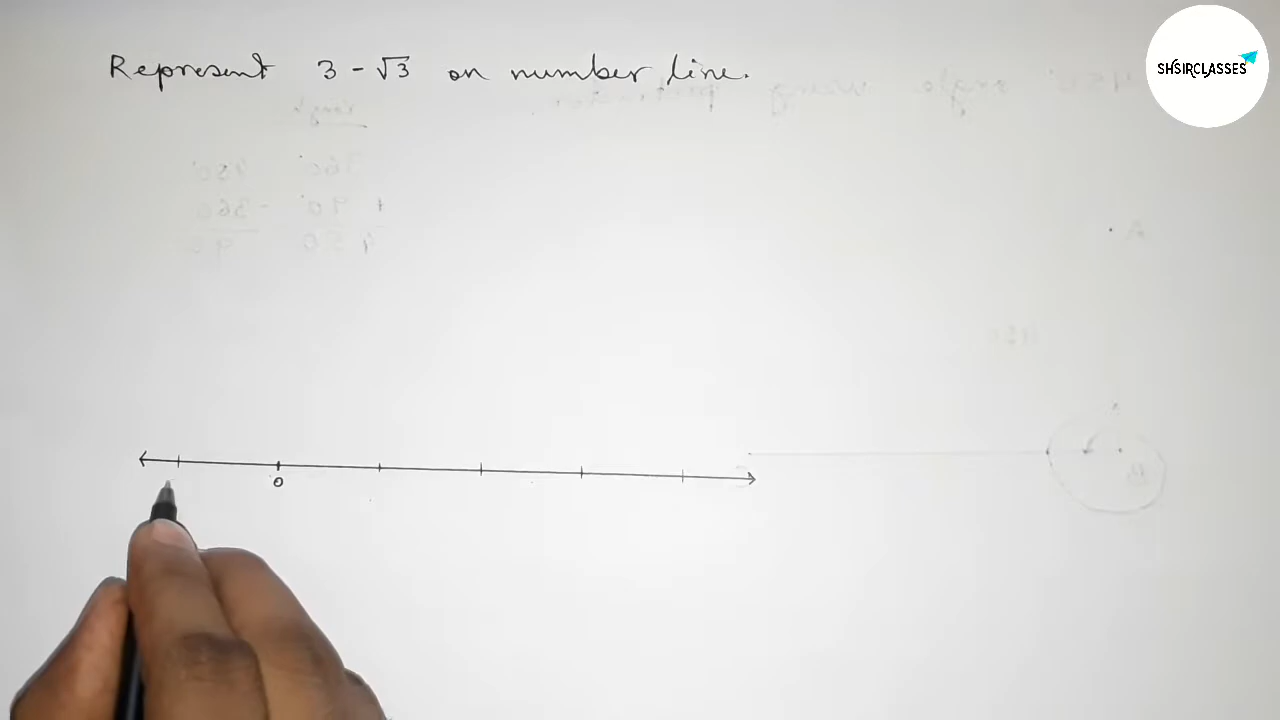 Represent 3 - √3 on number line.
SHSIRCLASSES
0